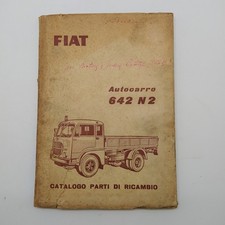 FIAT
Autocarro
642 N2
CATALOGO PARTI DI RICAMBIO